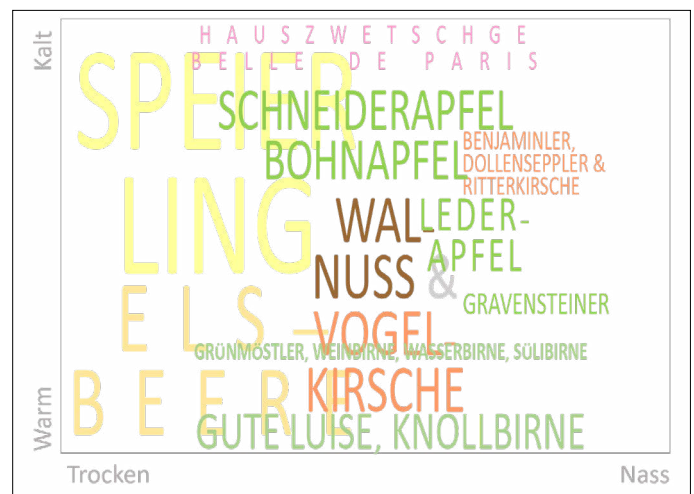 Kalt
HAUSZWETSCHGE
BELLE DE PARIS
SPEIER
LING
SCHNEIDERAPFEL
BOHNAPFEL
BENJAMINLER,
DOLLENSEPPLER &
RITTERKIRSCHE
WAL-
NUSS &
LEDER-
APFEL
GRAVENSTEINER
ELS–
BEERE
VOGEL-
KIRSCHE
GRÜNMÖSTLER, WEINBIRNE, WASSERBIRNE, SÜLIBIRNE
GUTE LUISE, KNOLLBIRNE
Warm
Trocken
Nass